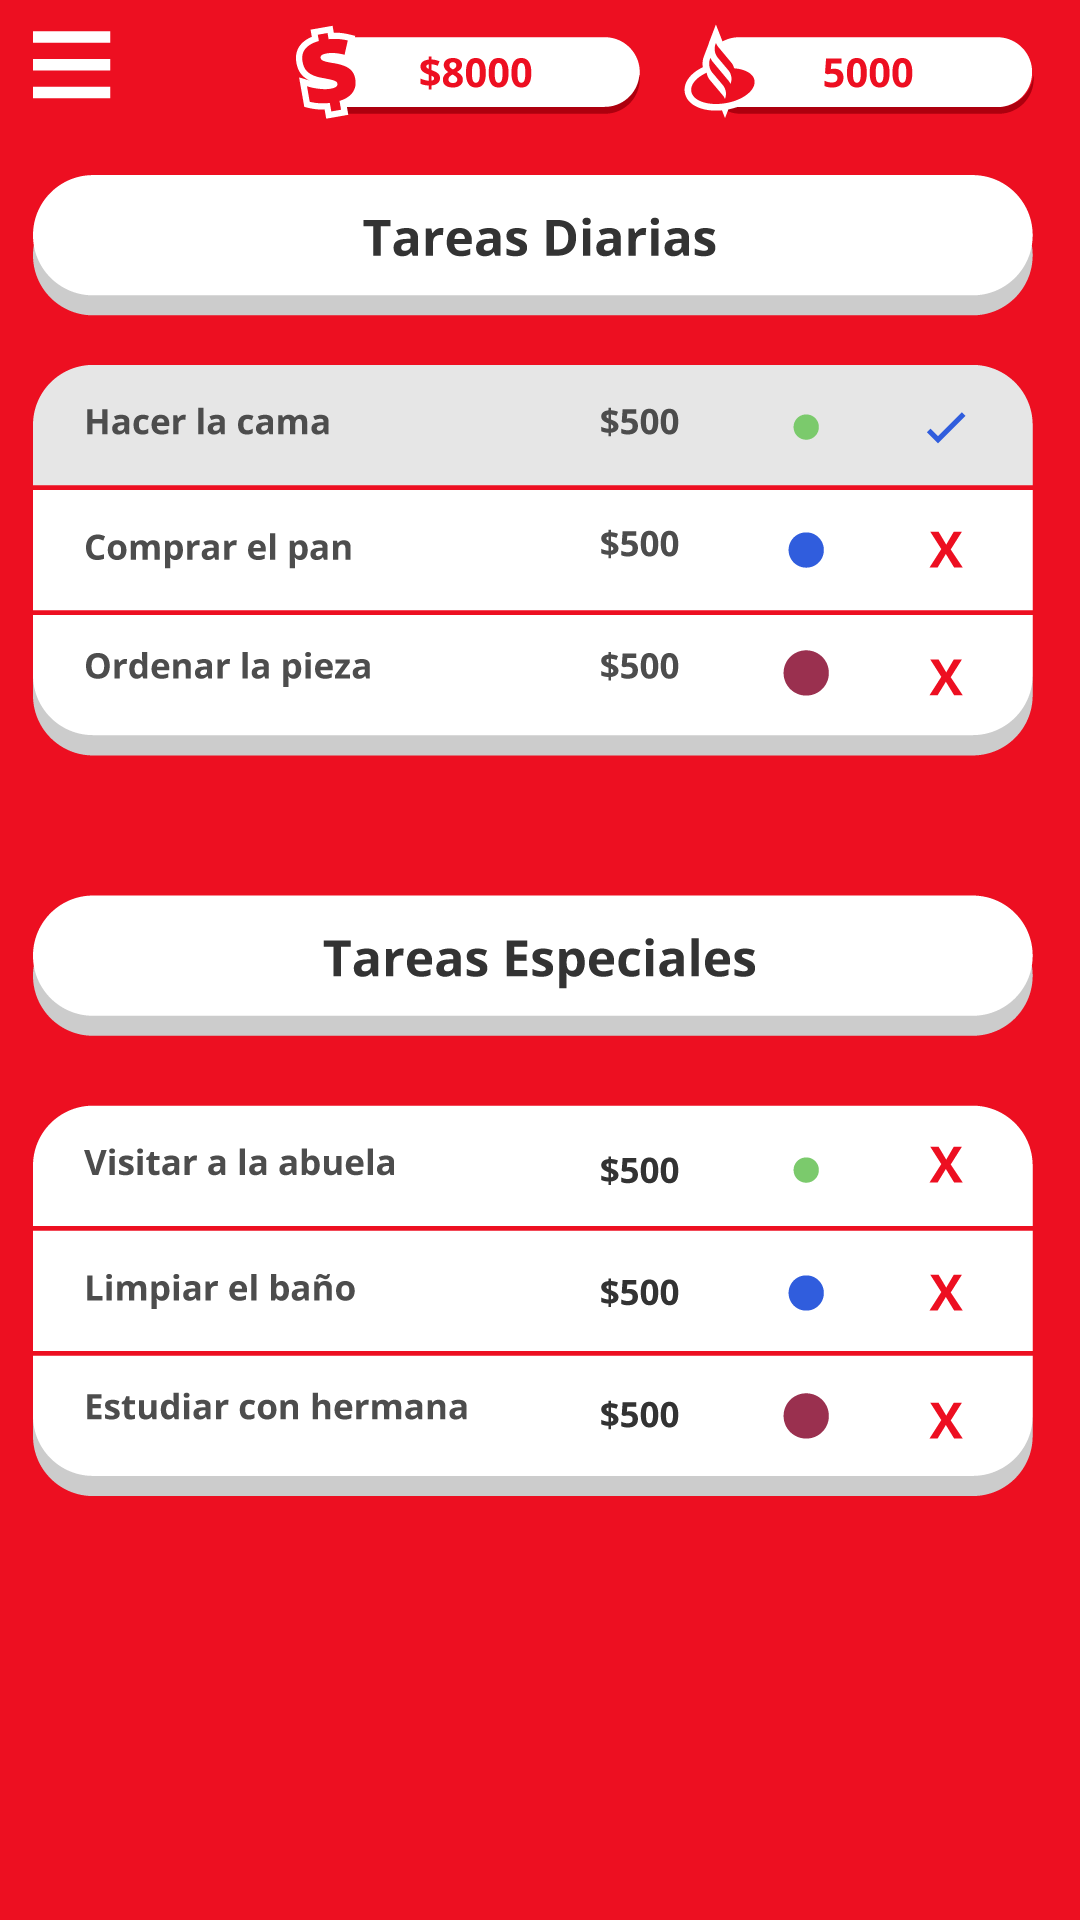 $8000 5000
Tareas Diarias
Hacer la cama $500
Comprar el pan $500 X
Ordenar la pieza $500 X
Tareas Especiales
Visitar a la abuela $500 X
Limpiar el baño $500 X
Estudiar con hermana $500 X